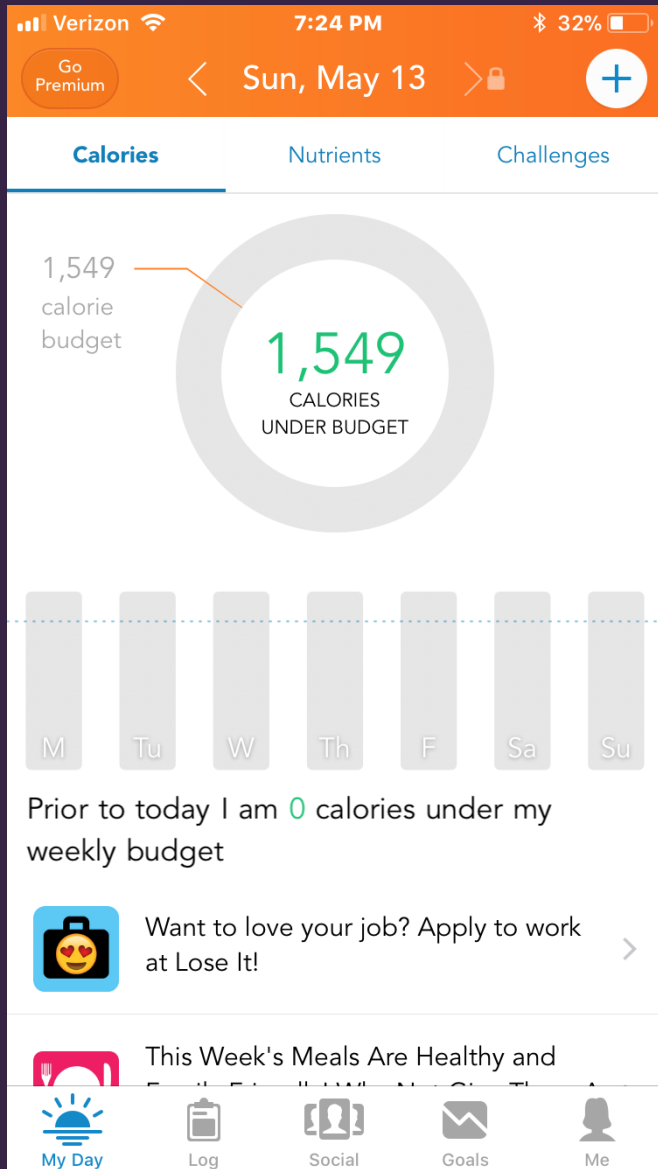 Verizon 7:24 PM 32%
Go
Premium
Sun, May 13
Calories Nutrients Challenges
1,549
calorie
budget
1,549
CALORIES
UNDER BUDGET
M Tu W Th F Sa Su
Prior to today I am 0 calories under my
weekly budget
Want to love your job? Apply to work
at Lose It!
This Week's Meals Are Healthy and
My Day Log Social Goals Me